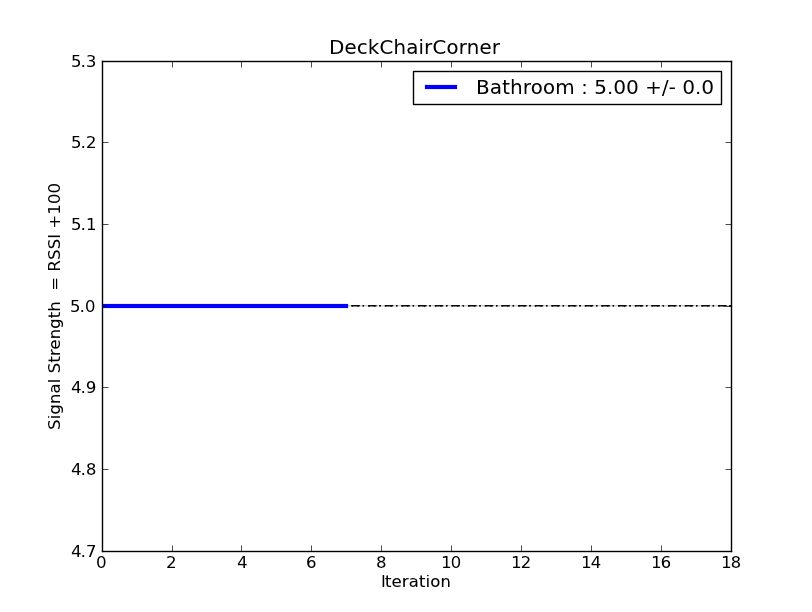 DeckChairCorner
Bathroom : 5.00 +/- 0.0
5.3
5.2
5.1
5.0
4.9
4.8
4.7
Signal Strength  = RSSI +100
0 2 4 6 8 10 12 14 16 18
Iteration